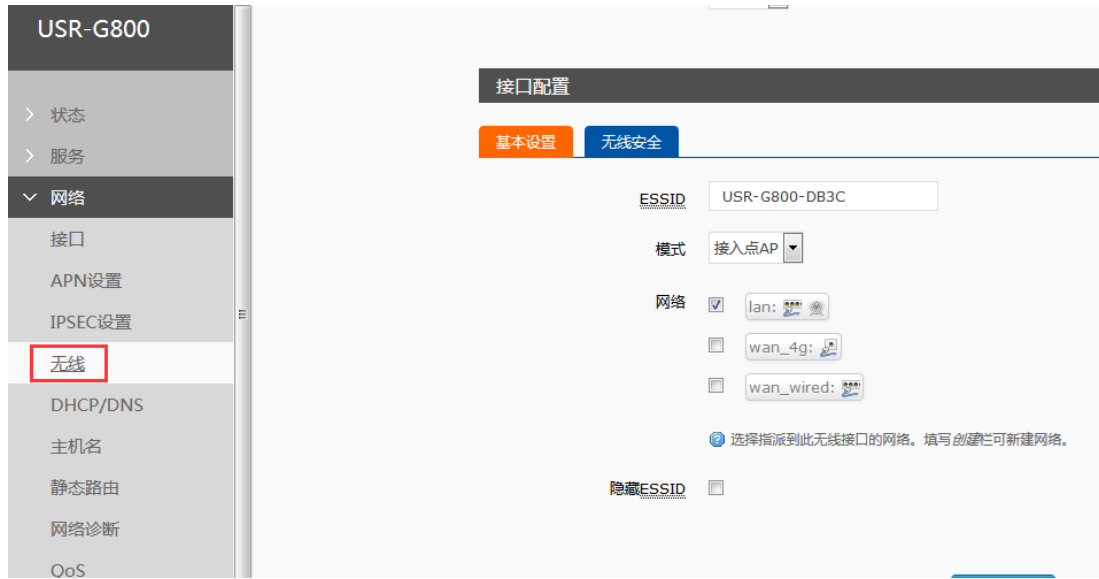 USR-G800
状态
服务
网络
接口
APN设置
IPSEC设置
无线
DHCP/DNS
主机名
静态路由
网络诊断
QoS
接口配置
基本设置 无线安全
ESSID USR-G800-DB3C
模式 接入点AP
网络 lan:
wan_4g:
wan_wired:
选择指派到此无线接口的网络。填写创建栏可新建网络。
隐藏ESSID